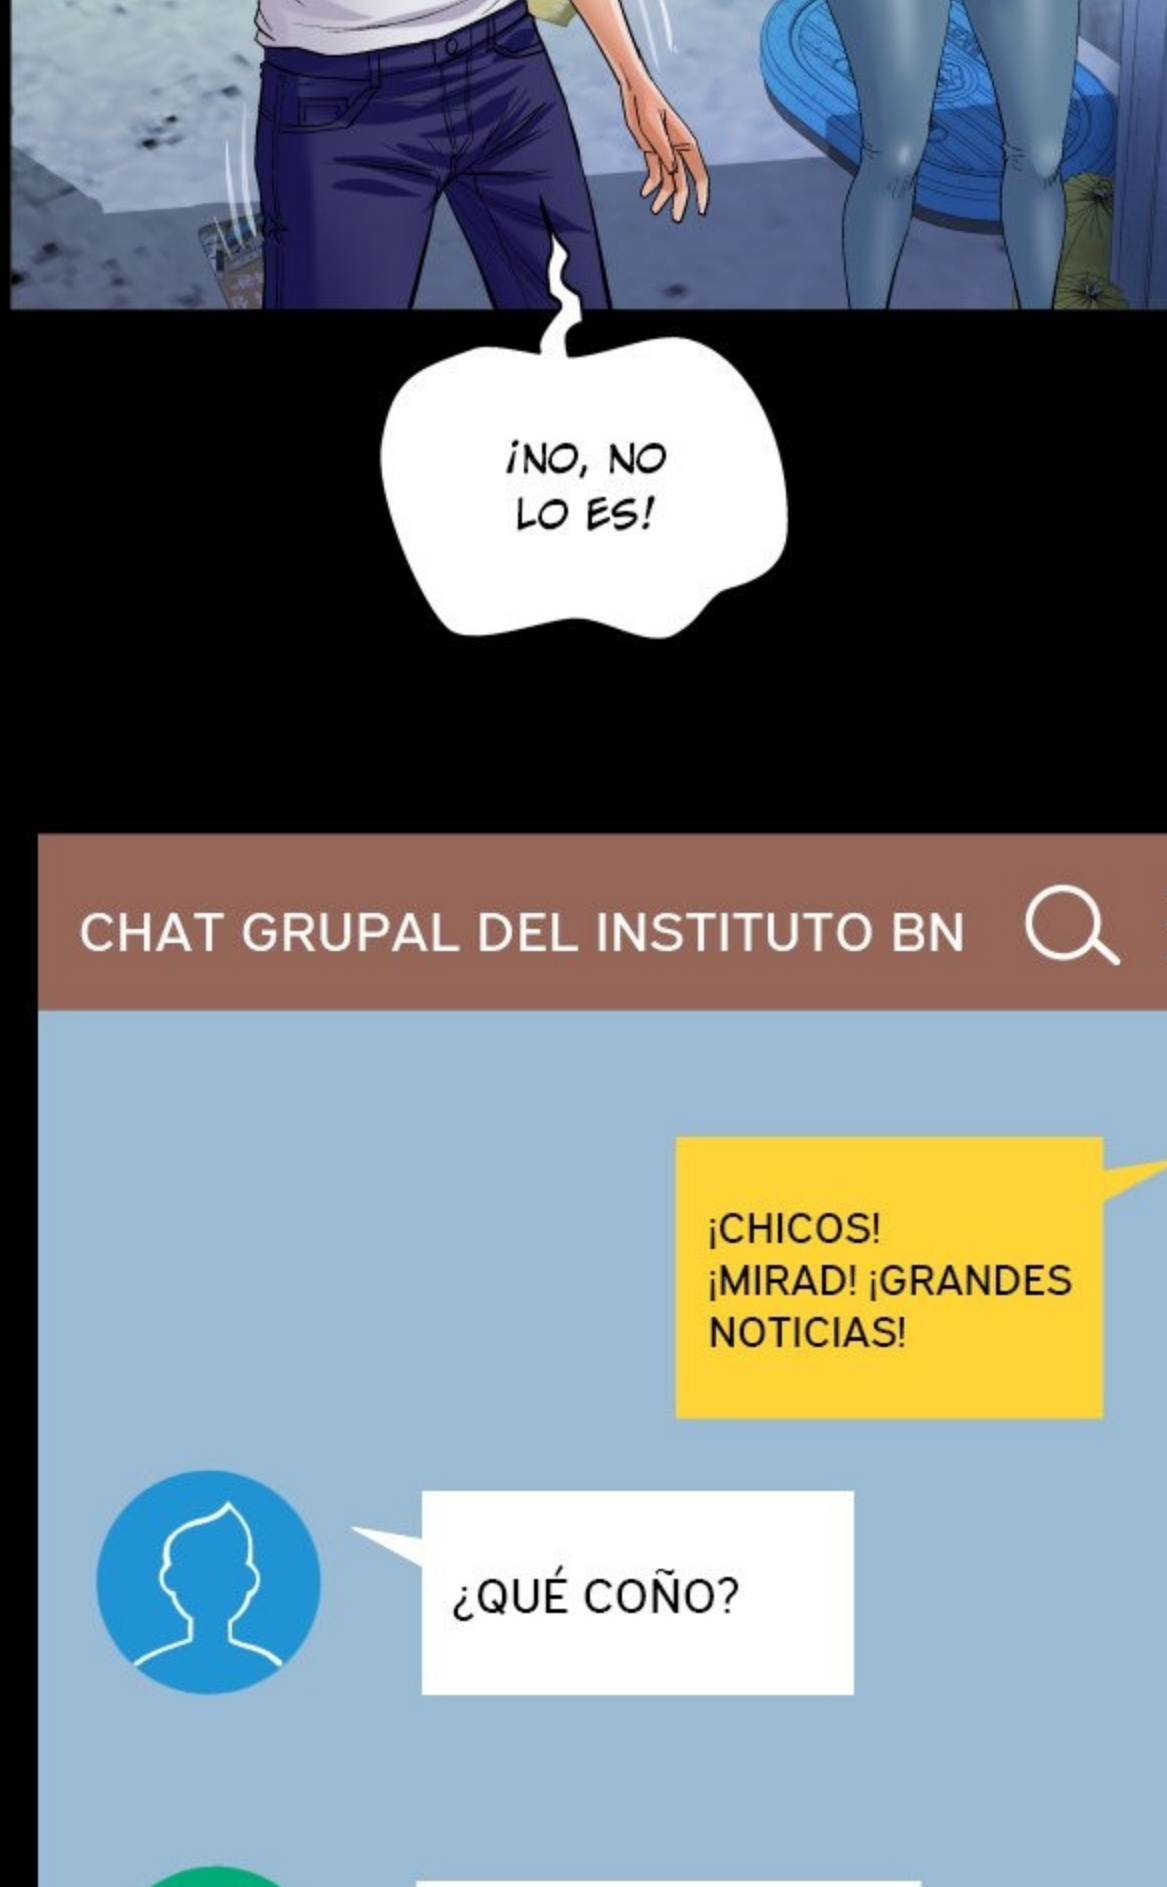 ¡NO, NO
LO ES!
CHAT GRUPAL DEL INSTITUTO BN
¡CHICOS!
¡MIRAD! ¡GRANDES
NOTICIAS!
¿QUÉ COÑO?